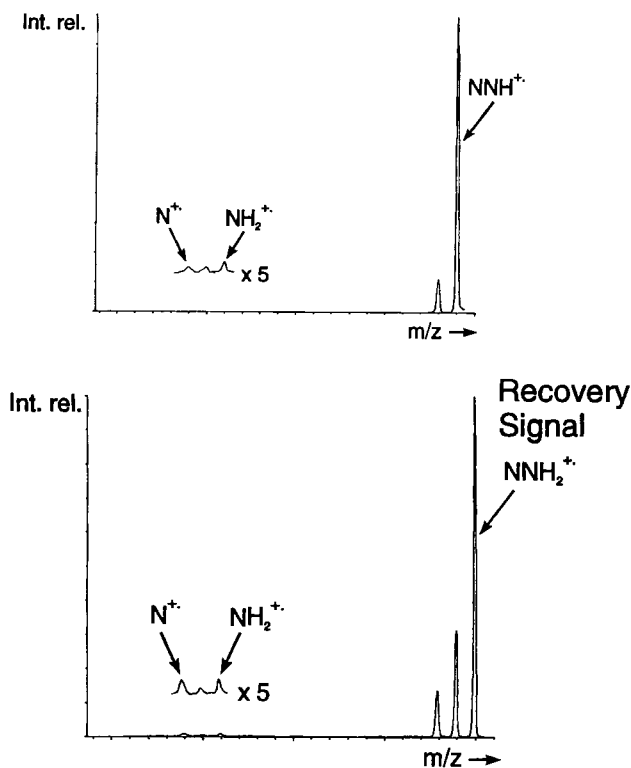 Int. rel.
NNH⁺·
N⁺·
NH₂⁺·
x 5
m/z →
Int. rel.
Recovery
Signal
NNH₂⁺·
N⁺·
NH₂⁺·
x 5
m/z →